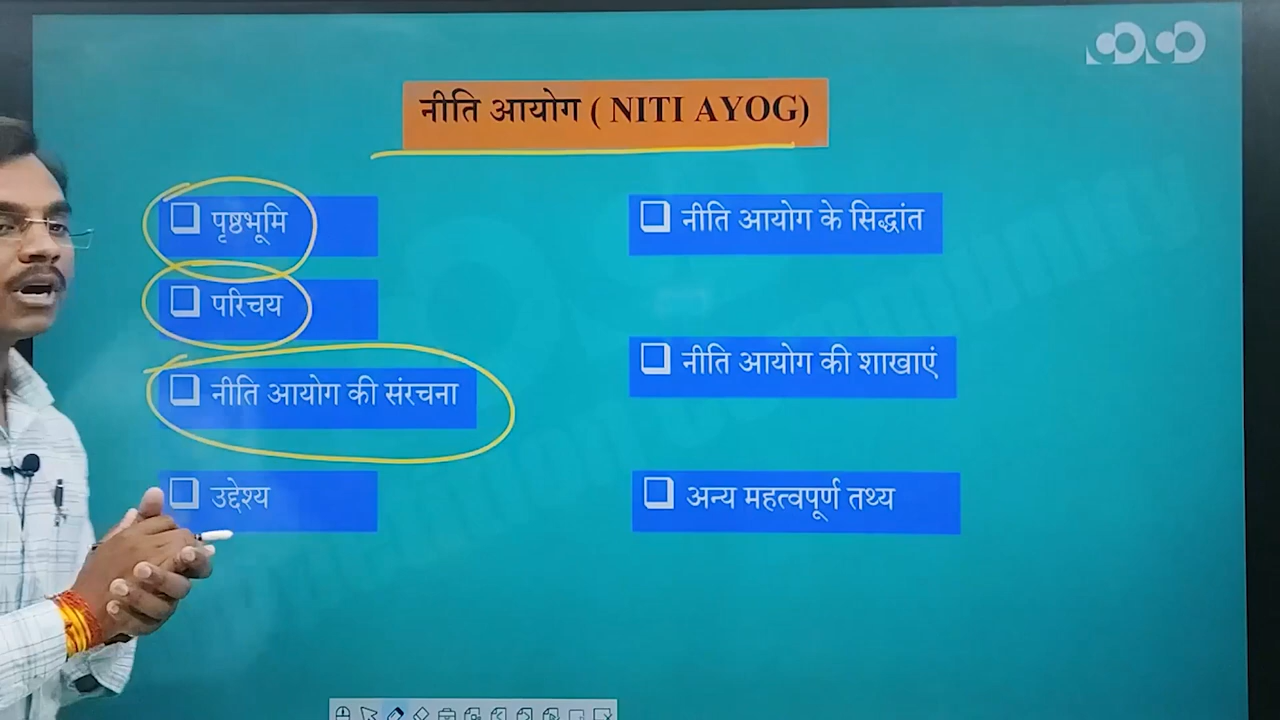 नीति आयोग ( NITI AYOG)
पृष्ठभूमि
परिचय
नीति आयोग की संरचना
उद्देश्य
नीति आयोग के सिद्धांत
नीति आयोग की शाखाएं
अन्य महत्वपूर्ण तथ्य